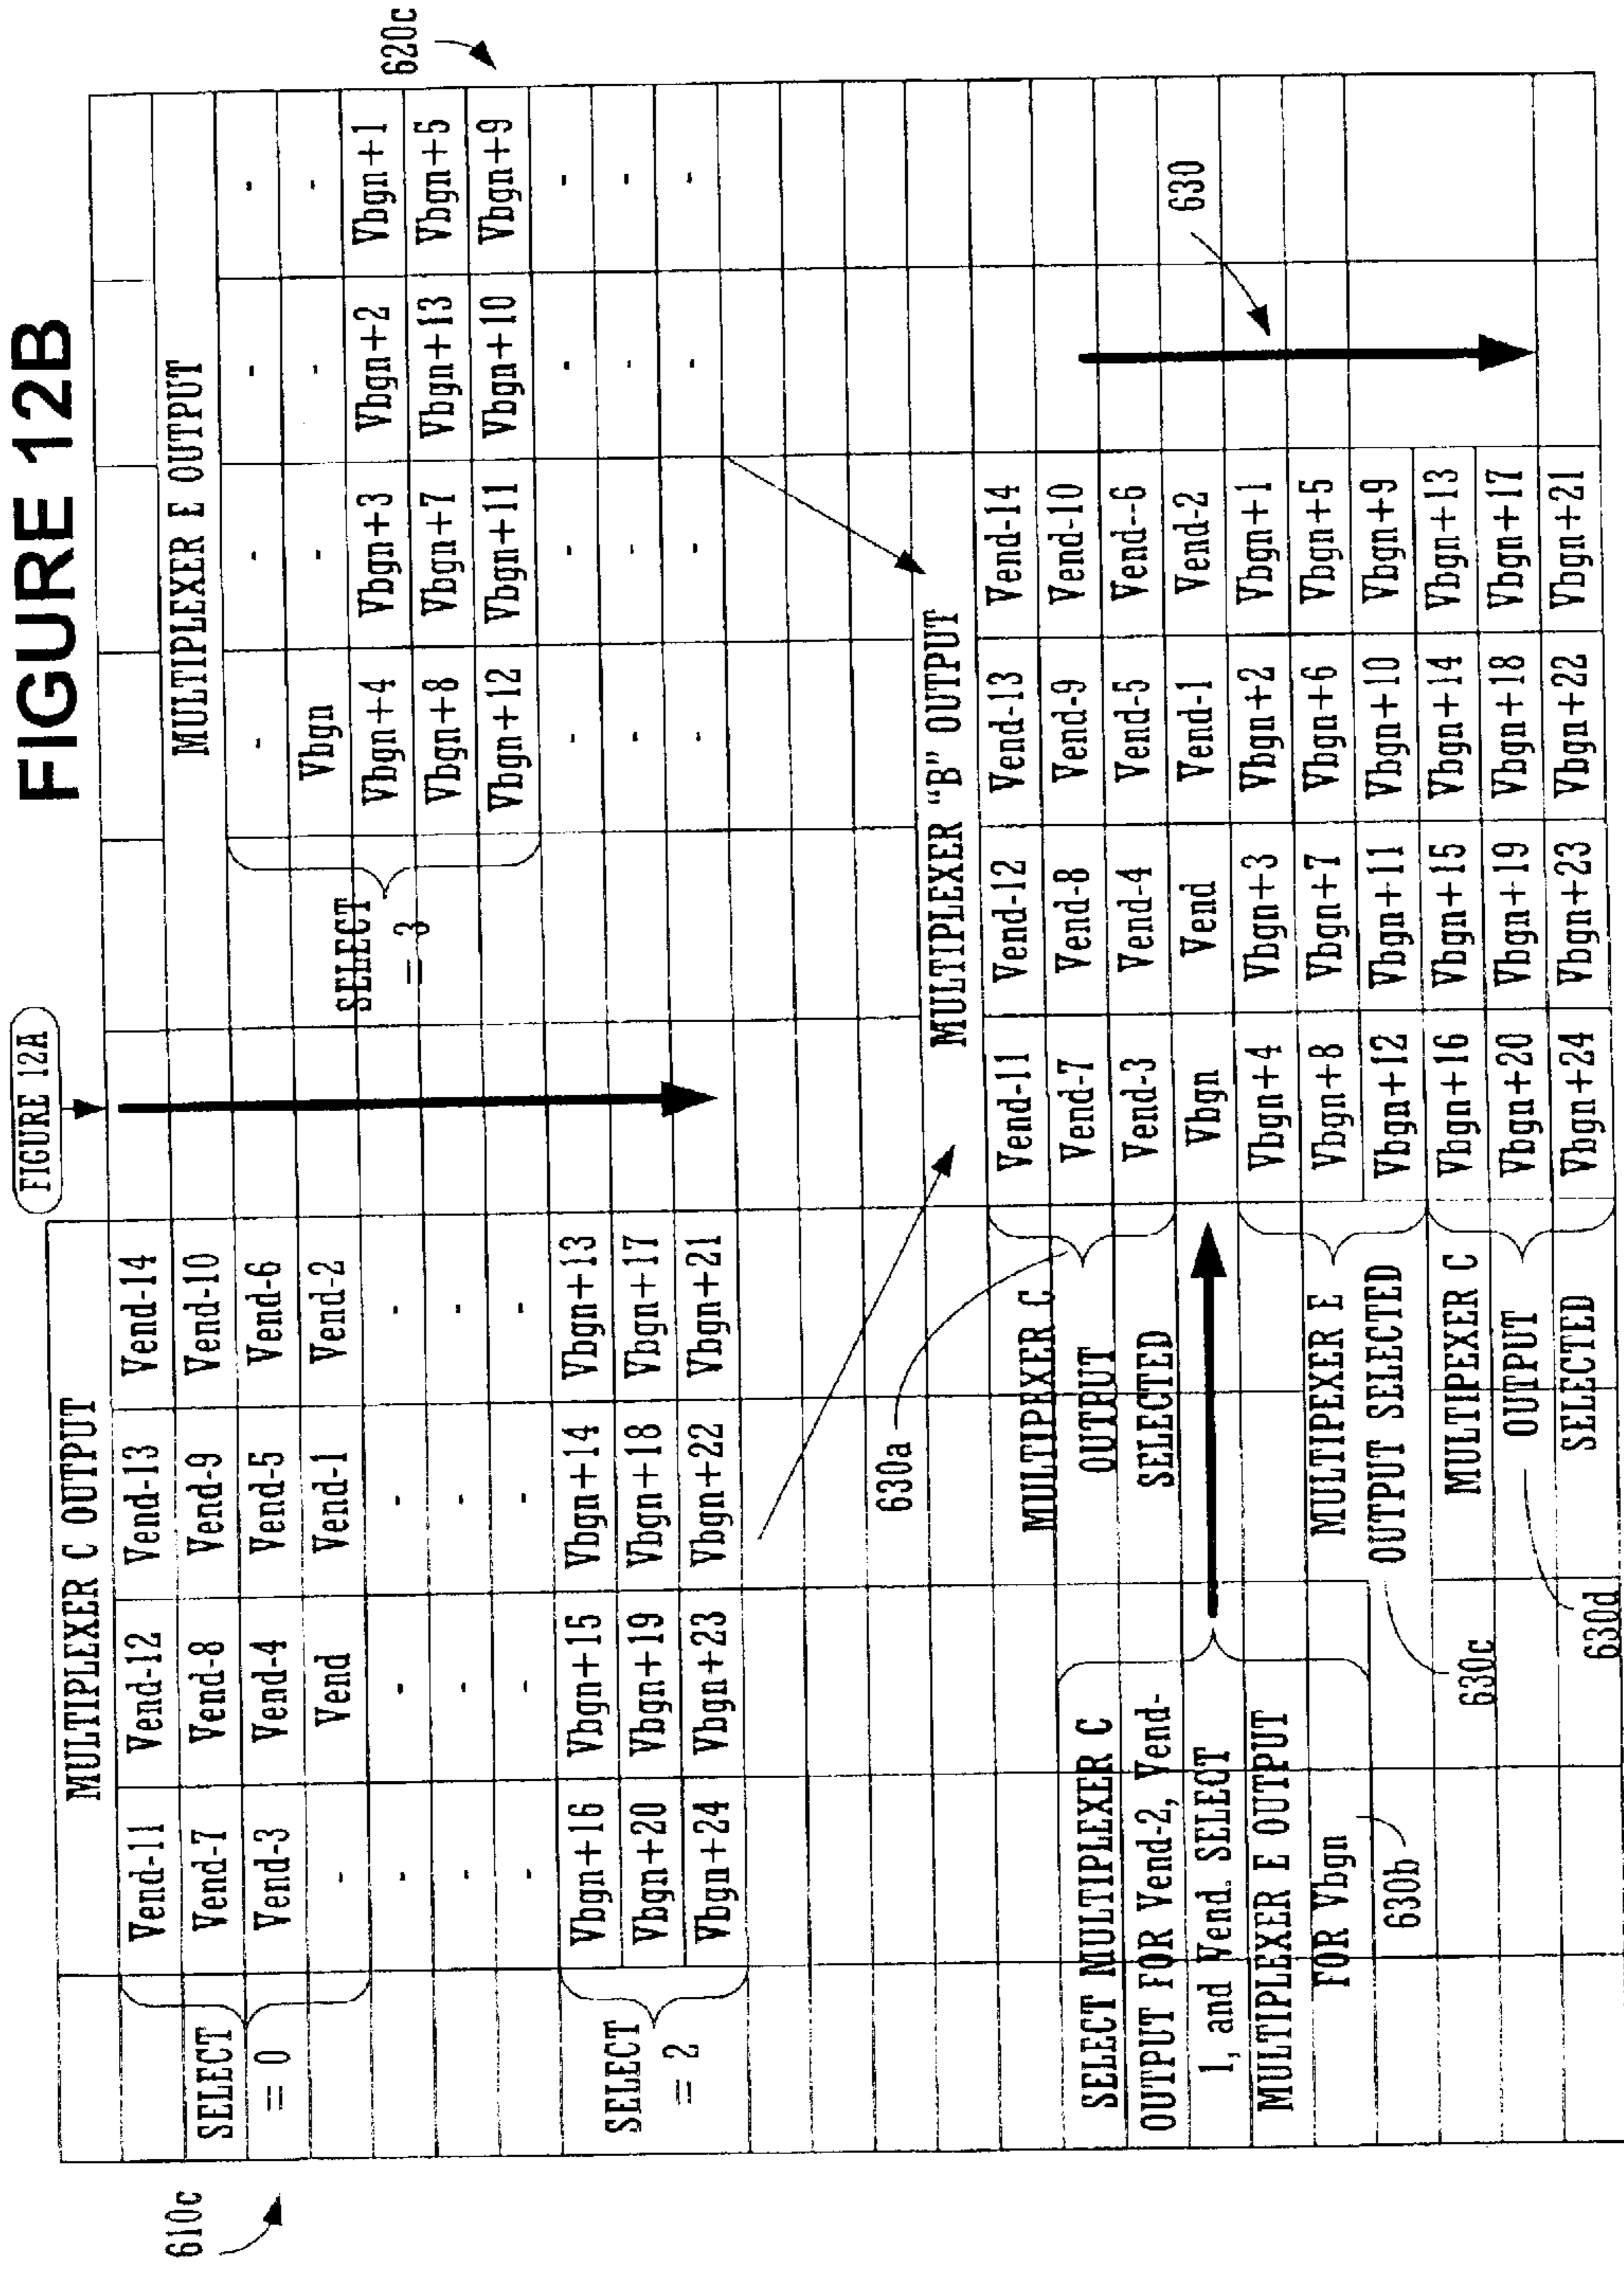 FIGURE 12B
FIGURE 12A
610c
620c
MULTIPLEXER C OUTPUT
SELECT
= 0
Vend-11 Vend-12 Vend-13 Vend-14
Vend-7 Vend-8 Vend-9 Vend-10
Vend-3 Vend-4 Vend-5 Vend-6
- Vend Vend-1 Vend-2
- - - -
- - - -
- - - -
SELECT
= 2
Vbgn+16 Vbgn+15 Vbgn+14 Vbgn+13
Vbgn+20 Vbgn+19 Vbgn+18 Vbgn+17
Vbgn+24 Vbgn+23 Vbgn+22 Vbgn+21
MULTIPLEXER E OUTPUT
SELECT
= 3
- - - -
Vbgn - - -
Vbgn+4 Vbgn+3 Vbgn+2 Vbgn+1
Vbgn+8 Vbgn+7 Vbgn+13 Vbgn+5
Vbgn+12 Vbgn+11 Vbgn+10 Vbgn+9
- - - -
- - - -
- - - -
MULTIPLEXER "B" OUTPUT
630
630a
MULTIPEXER C
OUTPUT
SELECTED
Vend-11 Vend-12 Vend-13 Vend-14
Vend-7 Vend-8 Vend-9 Vend-10
Vend-3 Vend-4 Vend-5 Vend--6
SELECT MULTIPLEXER C
OUTPUT FOR Vend-2, Vend-
1, and Vend. SELECT
MULTIPLEXER E OUTPUT
FOR Vbgn
630b
Vbgn Vend Vend-1 Vend-2
MULTIPEXER E
OUTPUT SELECTED
630c
Vbgn+4 Vbgn+3 Vbgn+2 Vbgn+1
Vbgn+8 Vbgn+7 Vbgn+6 Vbgn+5
Vbgn+12 Vbgn+11 Vbgn+10 Vbgn+9
MULTIPEXER C
OUTPUT
SELECTED
630d
Vbgn+16 Vbgn+15 Vbgn+14 Vbgn+13
Vbgn+20 Vbgn+19 Vbgn+18 Vbgn+17
Vbgn+24 Vbgn+23 Vbgn+22 Vbgn+21